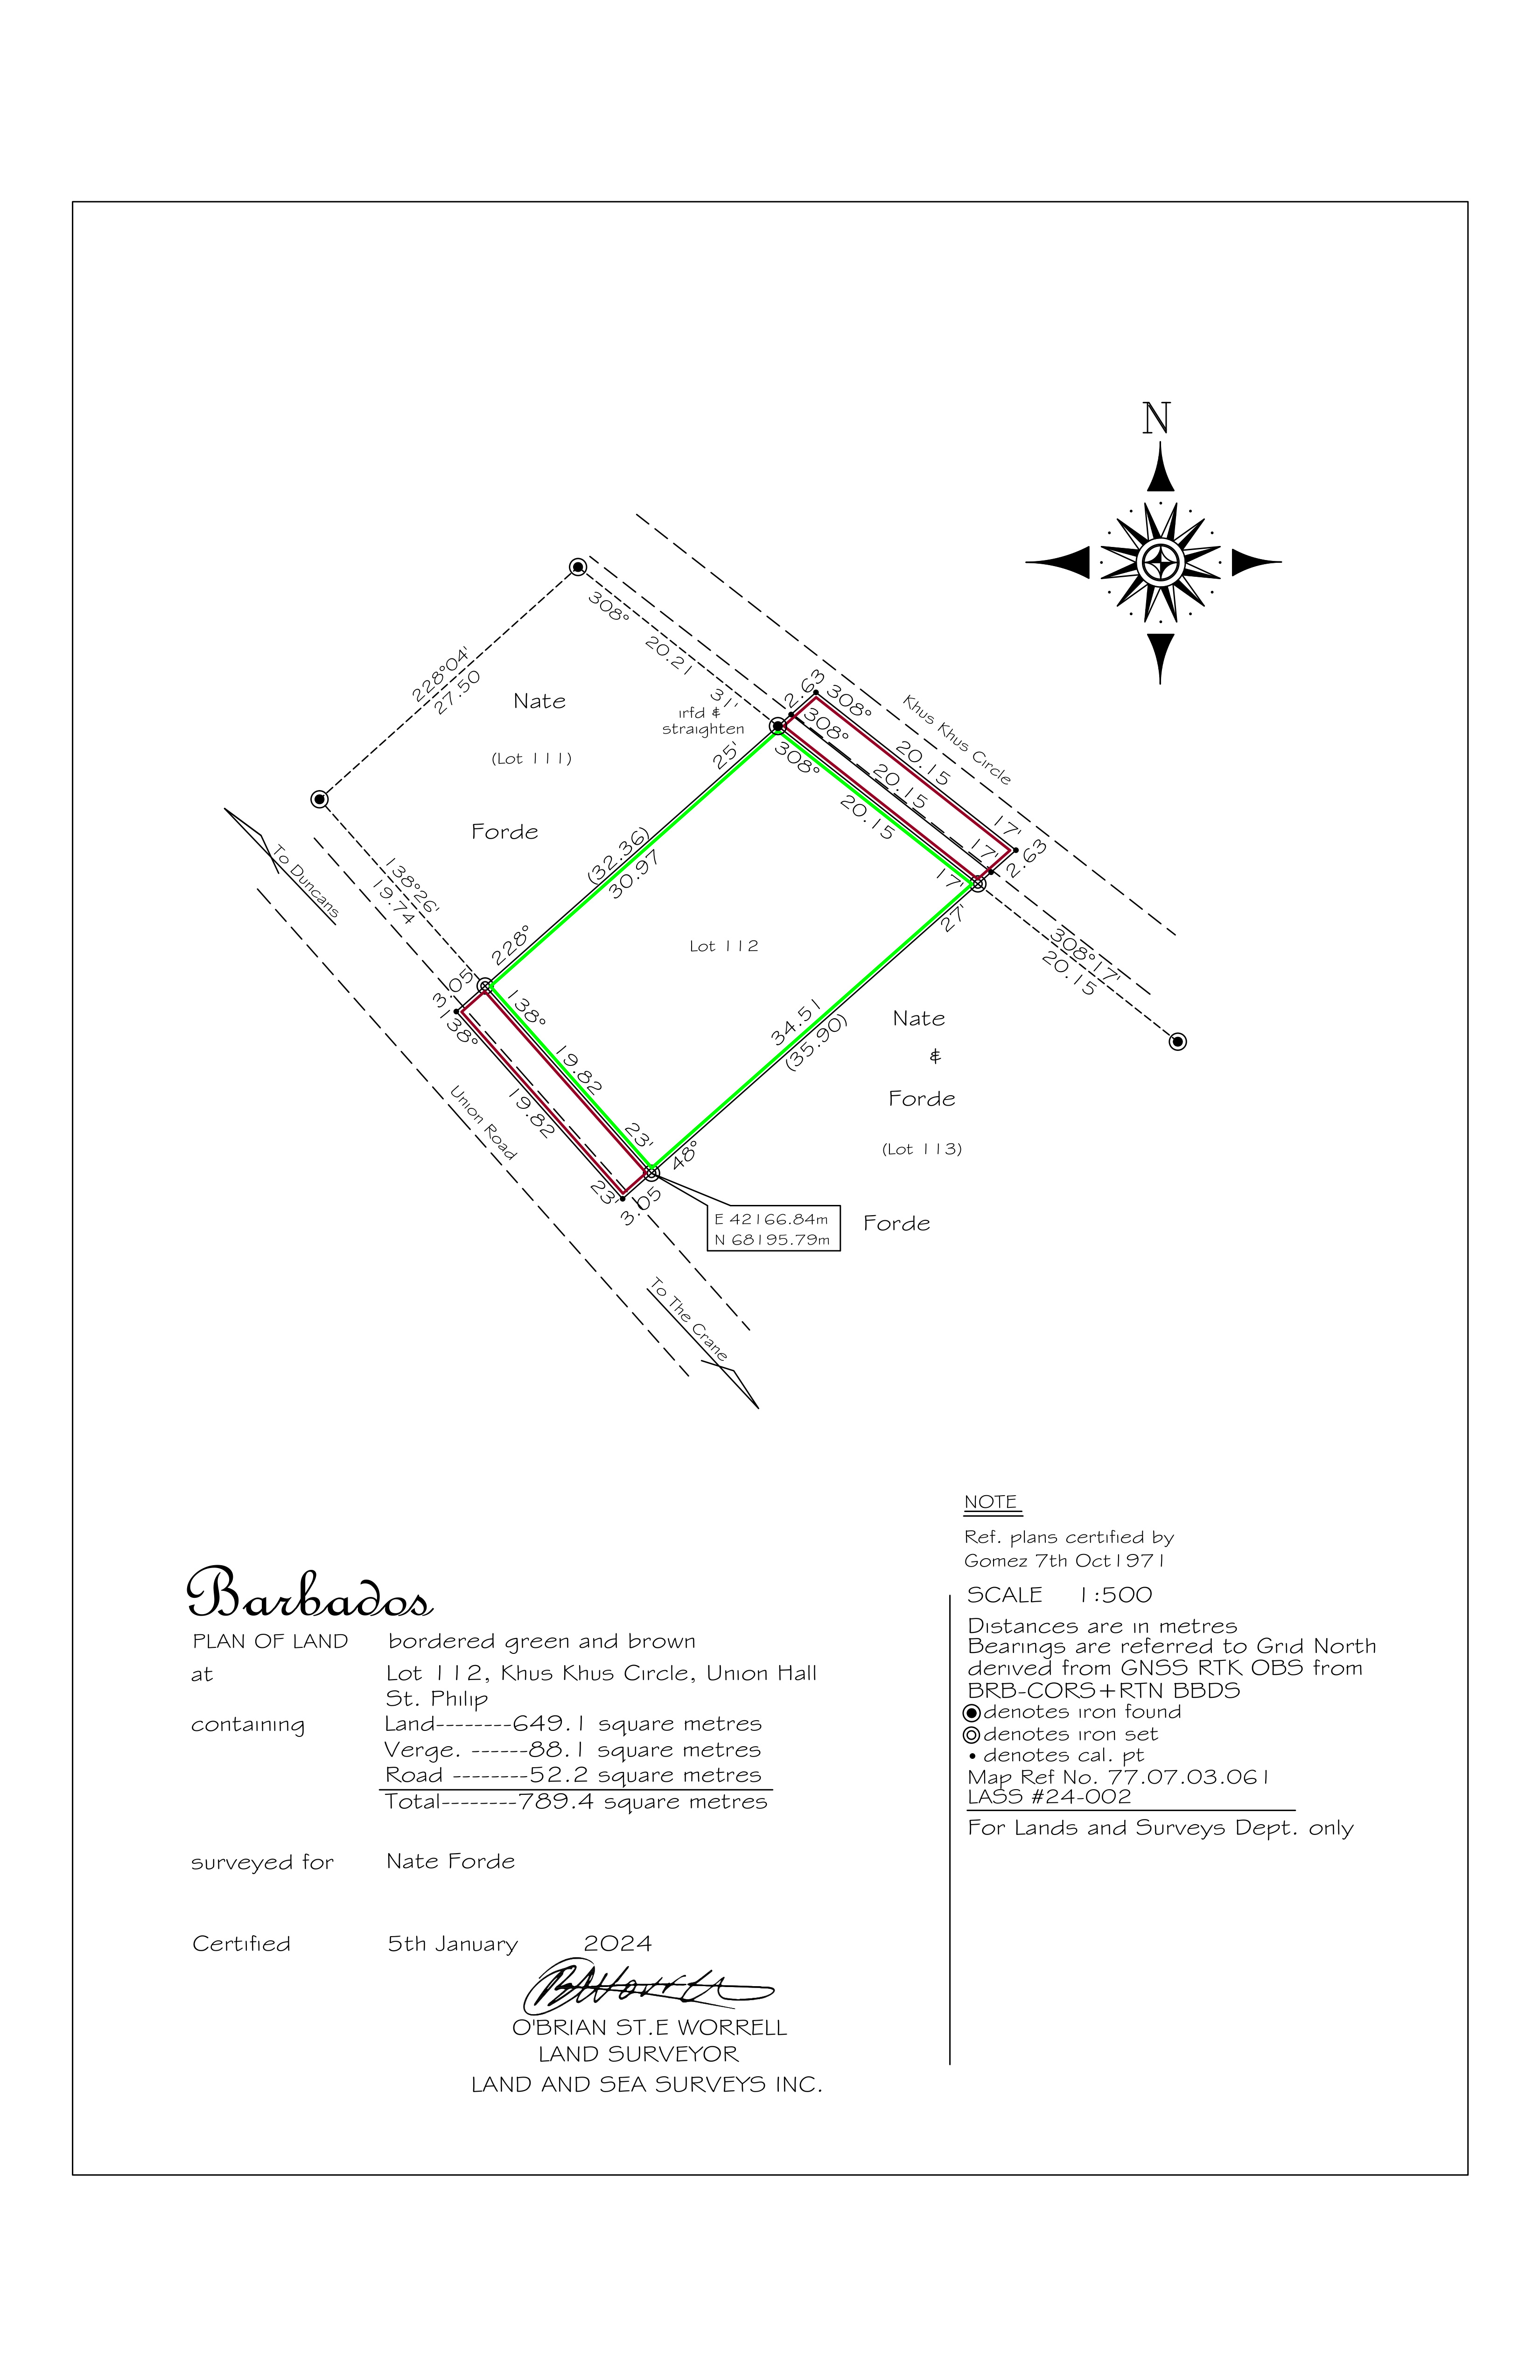 N
308°
20.21
31'
228°04'
27.50
Nate
(Lot 111)
Forde
irfd &
straighten
2.63
308°
20.15
17'
2.63
308°
20.15
17'
308°
20.15
17'
Khus Khus Circle
25'
(32.36)
30.97
228°
Lot 112
27'
34.51
(35.90)
48°
308°17'
20.15
To Duncans
138°26'
19.74
3.05
138°
19.82
23'
138°
19.82
23'
3.05
Union Road
Nate
&
Forde
(Lot 113)
E 42166.84m
N 68195.79m
Forde
To The Crane
NOTE
Ref. plans certified by
Gomez 7th Oct1971
SCALE 1:500
Distances are in metres
Bearings are referred to Grid North
derived from GNSS RTK OBS from
BRB-CORS+RTN BBDS
denotes iron found
denotes iron set
• denotes cal. pt
Map Ref No. 77.07.03.061
LASS #24-002
For Lands and Surveys Dept. only
Barbados
PLAN OF LAND bordered green and brown
at Lot 112, Khus Khus Circle, Union Hall
St. Philip
containing Land--------649.1 square metres
Verge. ------88.1 square metres
Road --------52.2 square metres
Total--------789.4 square metres
surveyed for Nate Forde
Certified 5th January 2024
O'BRIAN ST.E WORRELL
LAND SURVEYOR
LAND AND SEA SURVEYS INC.